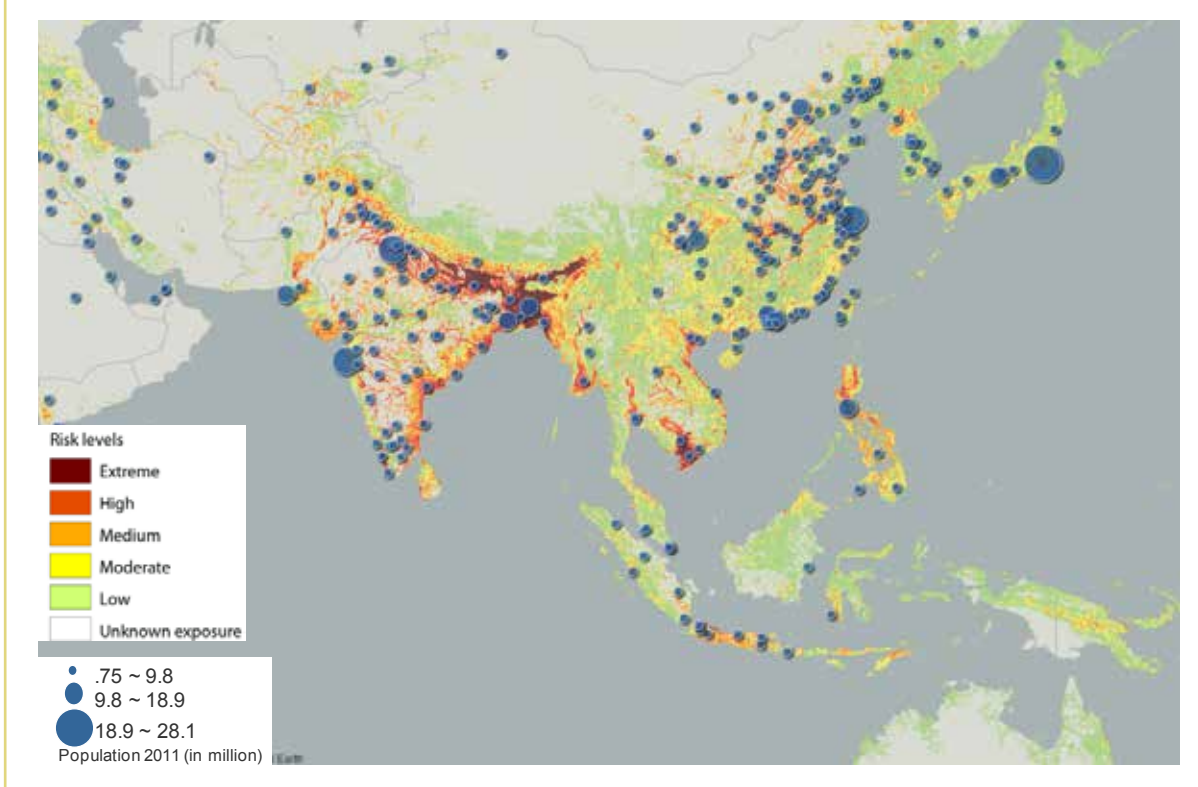 Risk levels
Extreme
High
Medium
Moderate
Low
Unknown exposure
.75 ~ 9.8
9.8 ~ 18.9
18.9 ~ 28.1
Population 2011 (in million)
Earth